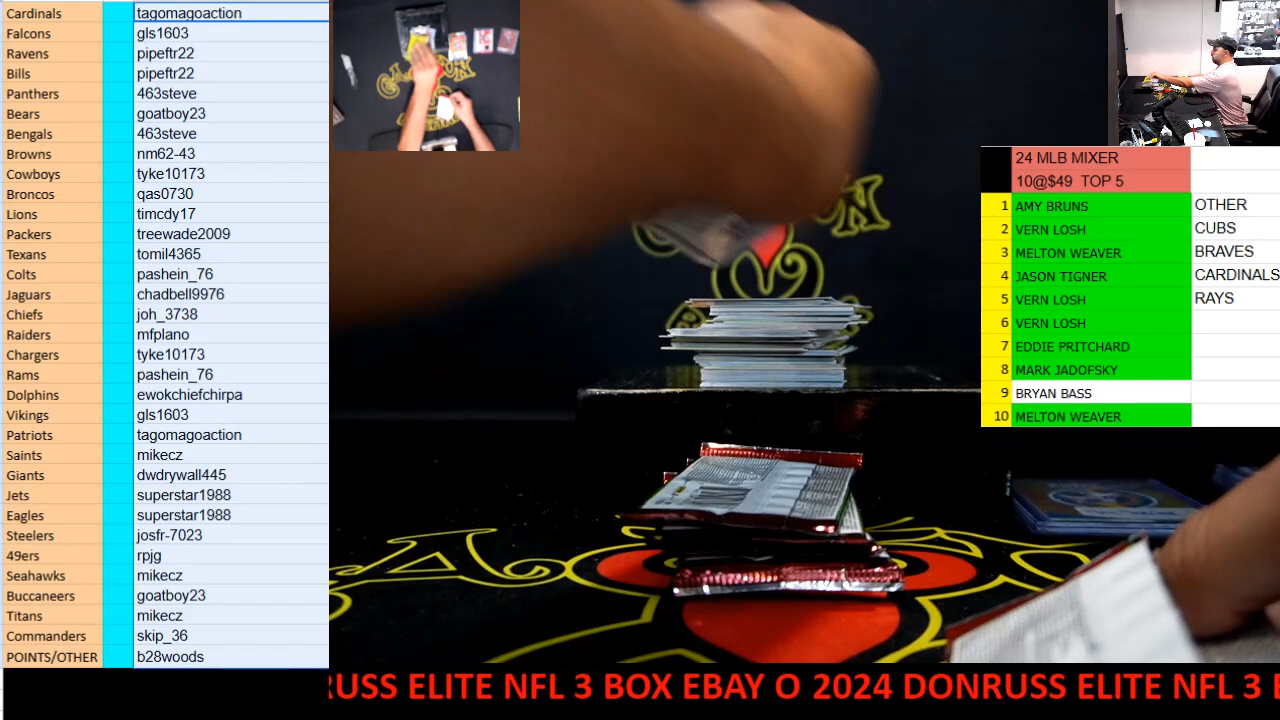 Cardinals tagomagoaction
Falcons gls1603
Ravens pipeftr22
Bills pipeftr22
Panthers 463steve
Bears goatboy23
Bengals 463steve
Browns nm62-43
Cowboys tyke10173
Broncos qas0730
Lions timcdy17
Packers treewade2009
Texans tomil4365
Colts pashein_76
Jaguars chadbell9976
Chiefs joh_3738
Raiders mfplano
Chargers tyke10173
Rams pashein_76
Dolphins ewokchiefchirpa
Vikings gls1603
Patriots tagomagoaction
Saints mikecz
Giants dwdrywall445
Jets superstar1988
Eagles superstar1988
Steelers josfr-7023
49ers rpjg
Seahawks mikecz
Buccaneers goatboy23
Titans mikecz
Commanders skip_36
POINTS/OTHER b28woods
24 MLB MIXER
10@$49 TOP 5
1 AMY BRUNS OTHER
2 VERN LOSH CUBS
3 MELTON WEAVER BRAVES
4 JASON TIGNER CARDINALS
5 VERN LOSH RAYS
6 VERN LOSH
7 EDDIE PRITCHARD
8 MARK JADOFSKY
9 BRYAN BASS
10 MELTON WEAVER
RUSS ELITE NFL 3 BOX EBAY O 2024 DONRUSS ELITE NFL 3